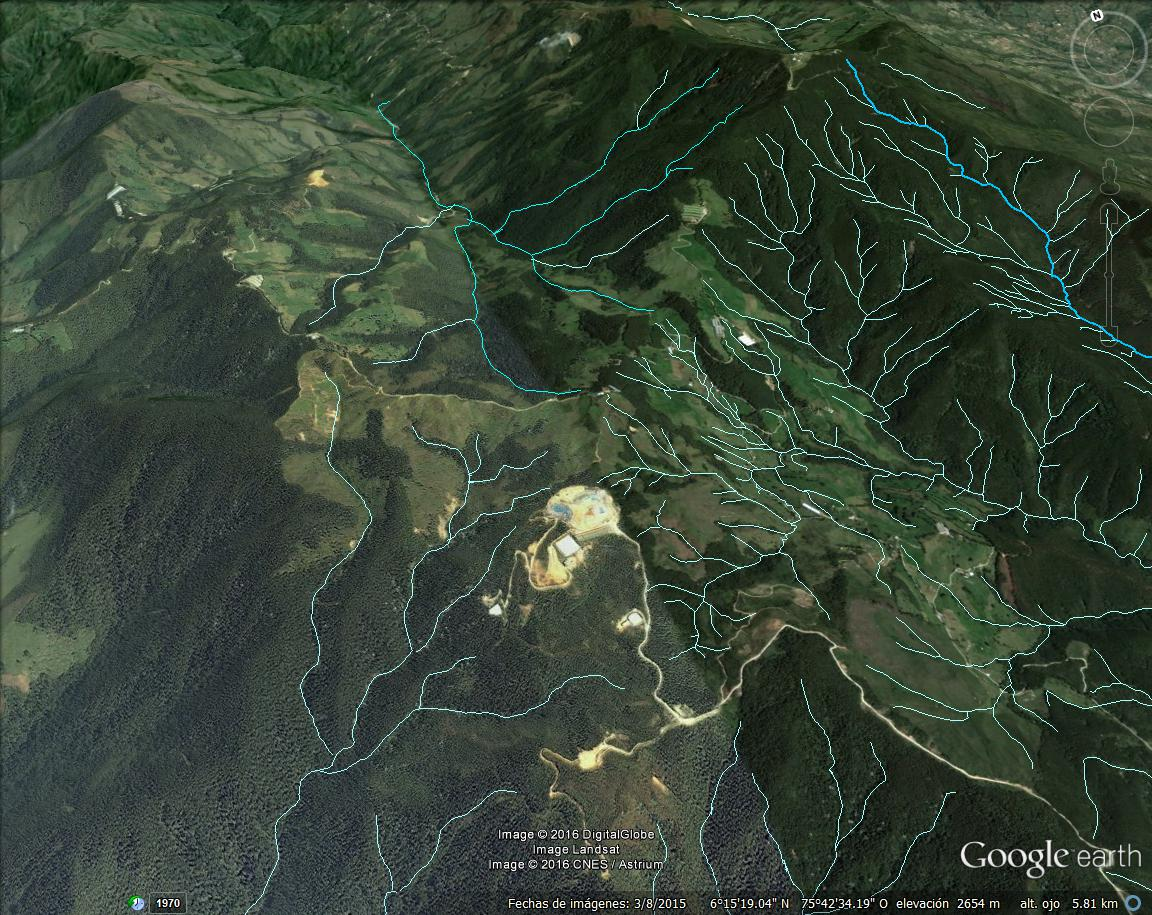 N
Image © 2016 DigitalGlobe
Image Landsat
Image © 2016 CNES / Astrium
Google earth
1970
Fechas de imágenes: 3/8/2015 6°15'19.04" N 75°42'34.19" O elevación 2654 m alt. ojo 5.81 km